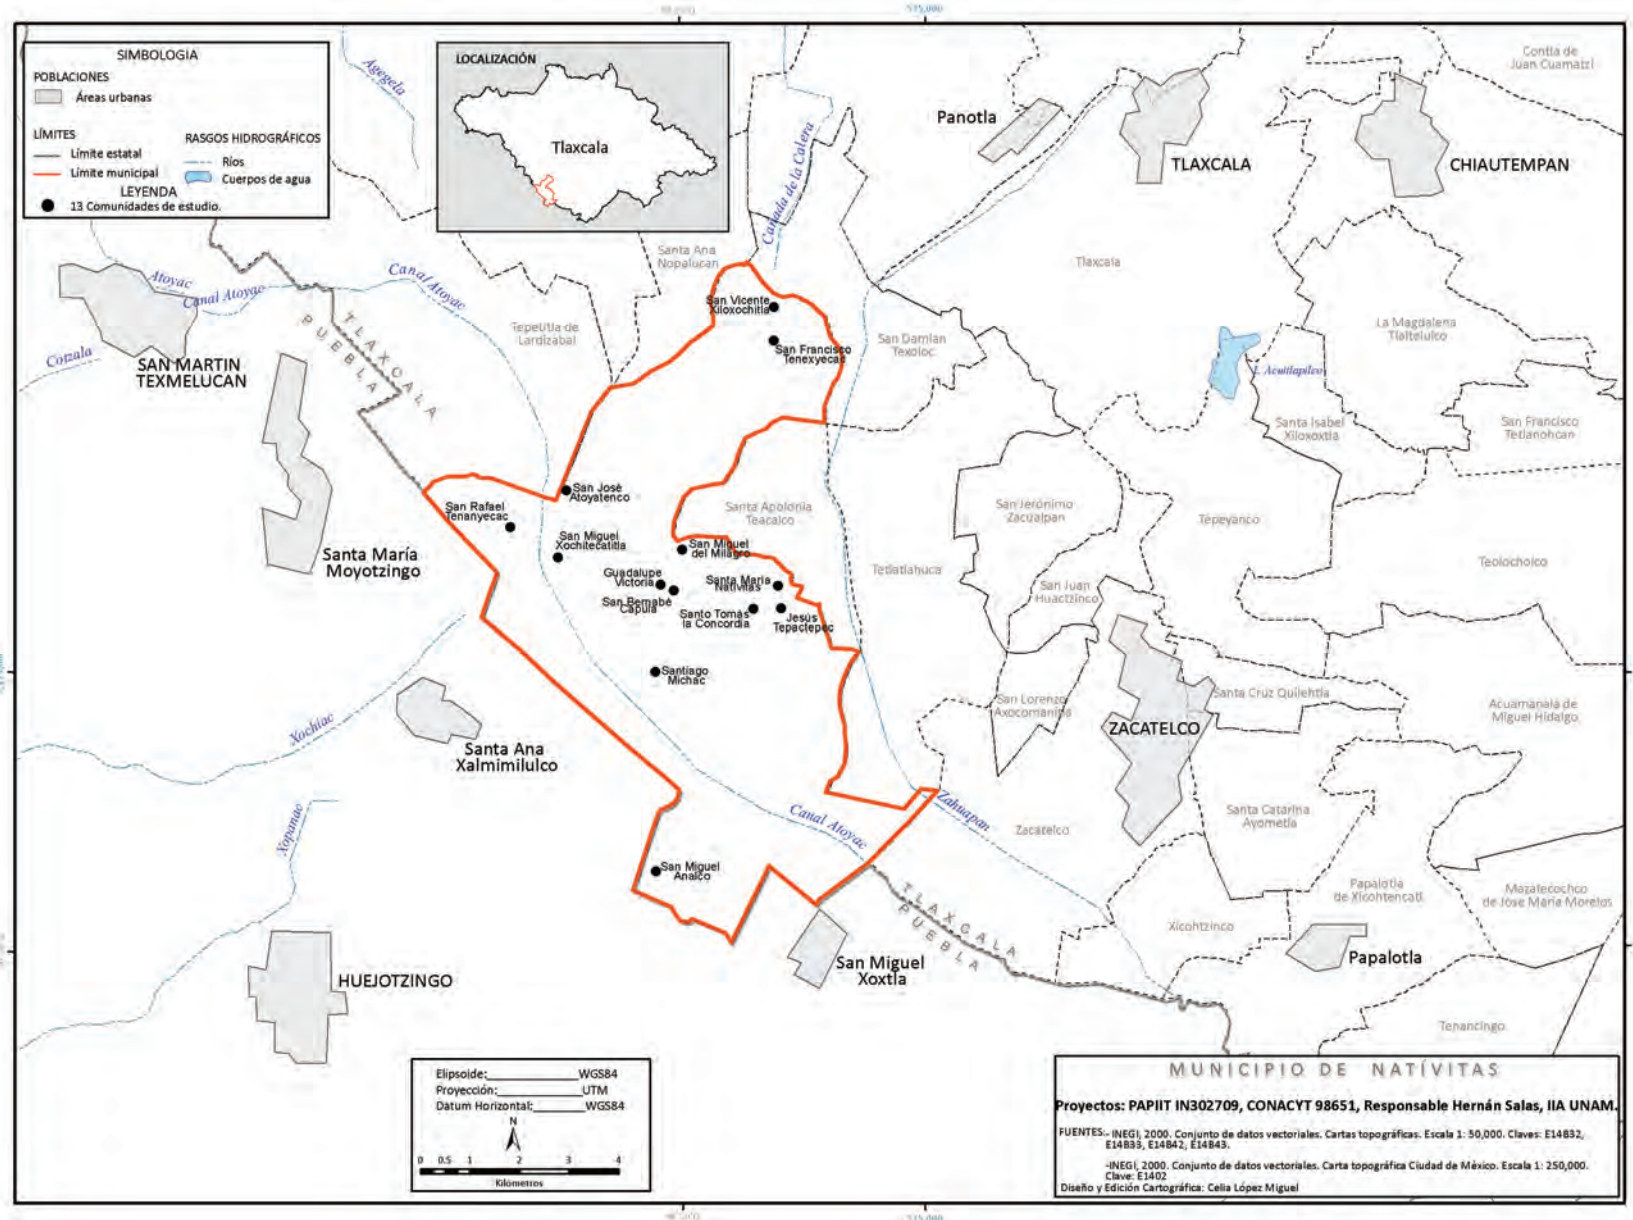 575,000
SIMBOLOGIA
POBLACIONES
Áreas urbanas
LÍMITES
Límite estatal
Límite municipal
RASGOS HIDROGRÁFICOS
Ríos
Cuerpos de agua
LEYENDA
13 Comunidades de estudio.
LOCALIZACIÓN
Tlaxcala
Agegela
Cañada de la Calera
Panotla
TLAXCALA
CHIAUTEMPAN
Contla de
Juan Cuamatzi
Santa Ana
Nopalucan
Tlaxcala
Atoyac
Canal Atoyac
Canal Atoyac
Cotzala
SAN MARTIN
TEXMELUCAN
TLAXCALA
PUEBLA
Tepetitla de
Lardizabal
San Vicente
Xiloxochitla
San Francisco
Tenexyecac
San Damian
Texoloc
La Magdalena
Tlaltelulco
L Acuitlapilco
Santa Isabel
Xiloxoxtla
San Francisco
Tetlanohcan
San José
Atoyatenco
San Rafael
Tenanyecac
San Miguel
Xochitecatitla
Santa Apolonia
Teacalco
San Jerónimo
Zacualpan
Tepeyanco
Santa María
Moyotzingo
San Miguel
del Milagro
Guadalupe
Victoria
San Bernabé
Capula
Santa María
Nativitas
Santo Tomás
la Concordia
Jesús
Tepactepec
Tetlatlahuca
San Juan
Huactzinco
Teolocholco
Santiago
Michac
Xochiac
Santa Ana
Xalmimilulco
San Lorenzo
Axocomanitla
Santa Cruz Quilehtla
ZACATELCO
Acuamanala de
Miguel Hidalgo
Xopanac
Canal Atoyac
Zahuapan
Zacatelco
Santa Catarina
Ayometla
San Miguel
Analco
Papalotla
de Xicohtencatl
Mazatecochco
de José María Morelos
TLAXCALA
PUEBLA
Xicohtzinco
San Miguel
Xoxtla
Papalotla
HUEJOTZINGO
Tenancingo
Elipsoide: WGS84
Proyección: UTM
Datum Horizontal: WGS84
N
0 0.5 1 2 3 4
Kilometros
MUNICIPIO DE NATÍVITAS
Proyectos: PAPIIT IN302709, CONACYT 98651, Responsable Hernán Salas, IIA UNAM.
FUENTES:- INEGI, 2000. Conjunto de datos vectoriales. Cartas topográficas. Escala 1: 50,000. Claves: E14B32,
E14B33, E14B42, E14B43.
-INEGI, 2000. Conjunto de datos vectoriales. Carta topográfica Ciudad de México. Escala 1: 250,000.
Clave: E1402
Diseño y Edición Cartográfica: Celia López Miguel
575,000